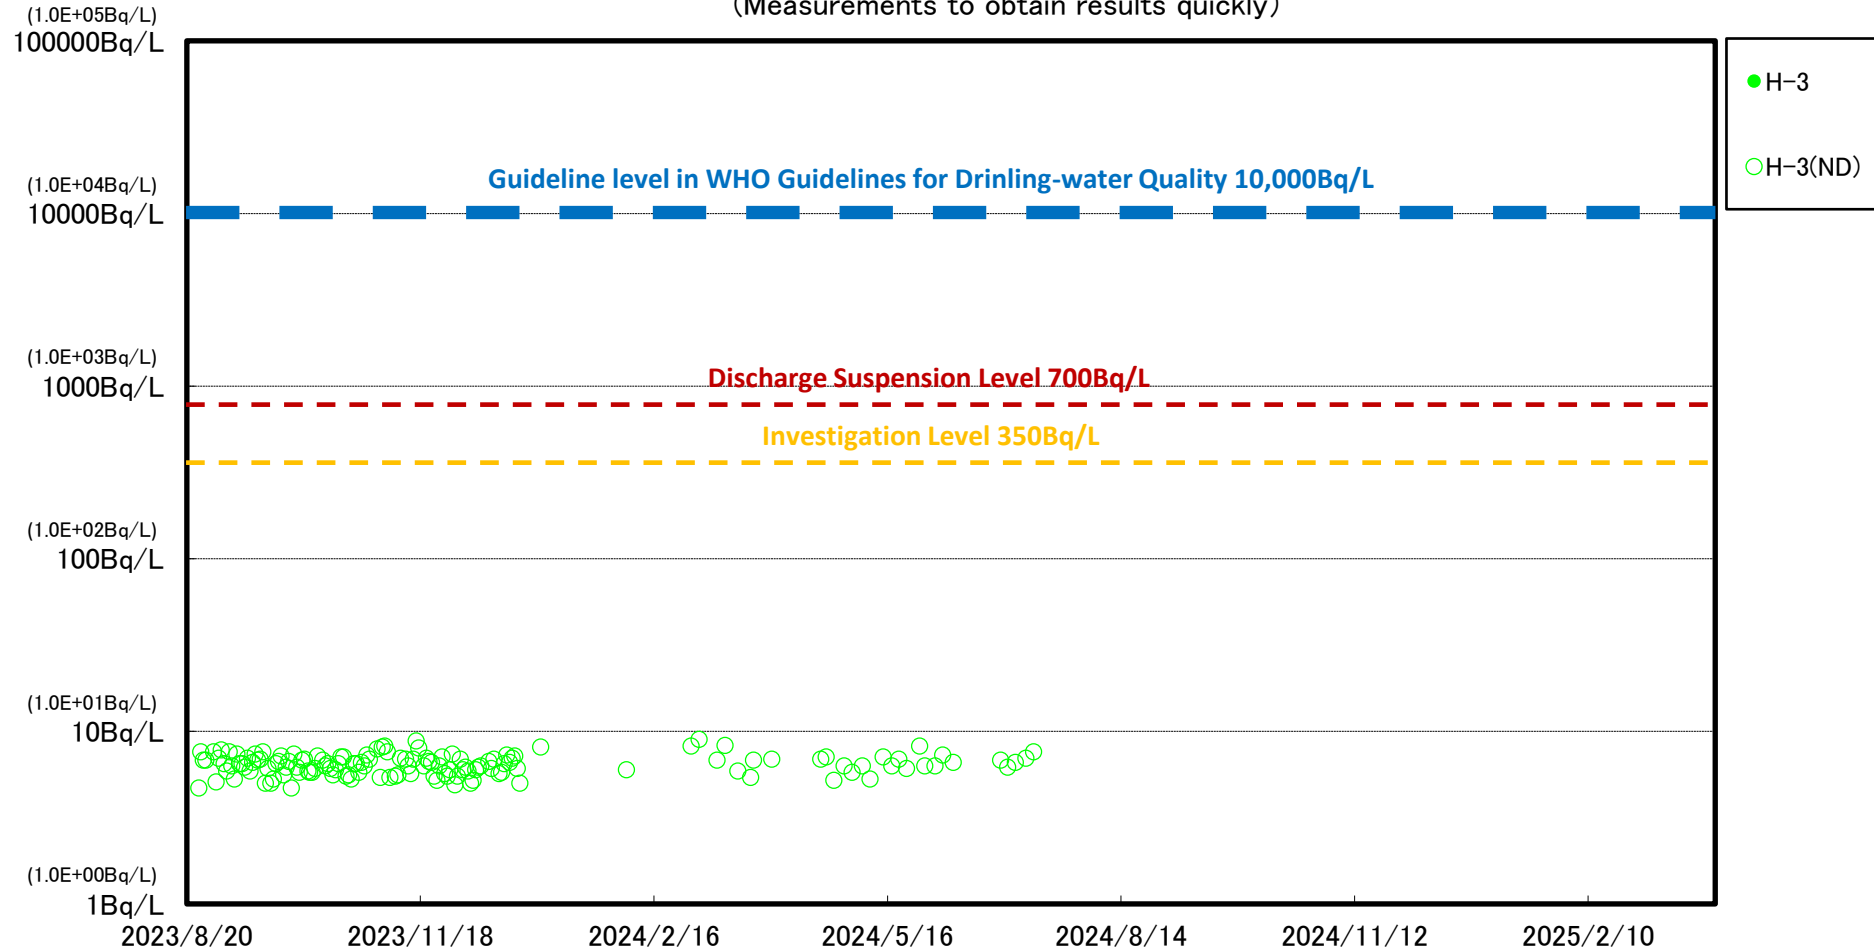 (Measurements to obtain results quickly)
(1.0E+05Bq/L)
100000Bq/L
H-3
H-3(ND)
Guideline level in WHO Guidelines for Drinling-water Quality 10,000Bq/L
(1.0E+04Bq/L)
10000Bq/L
(1.0E+03Bq/L)
1000Bq/L
Discharge Suspension Level 700Bq/L
Investigation Level 350Bq/L
(1.0E+02Bq/L)
100Bq/L
(1.0E+01Bq/L)
10Bq/L
(1.0E+00Bq/L)
1Bq/L
2023/8/20 2023/11/18 2024/2/16 2024/5/16 2024/8/14 2024/11/12 2025/2/10